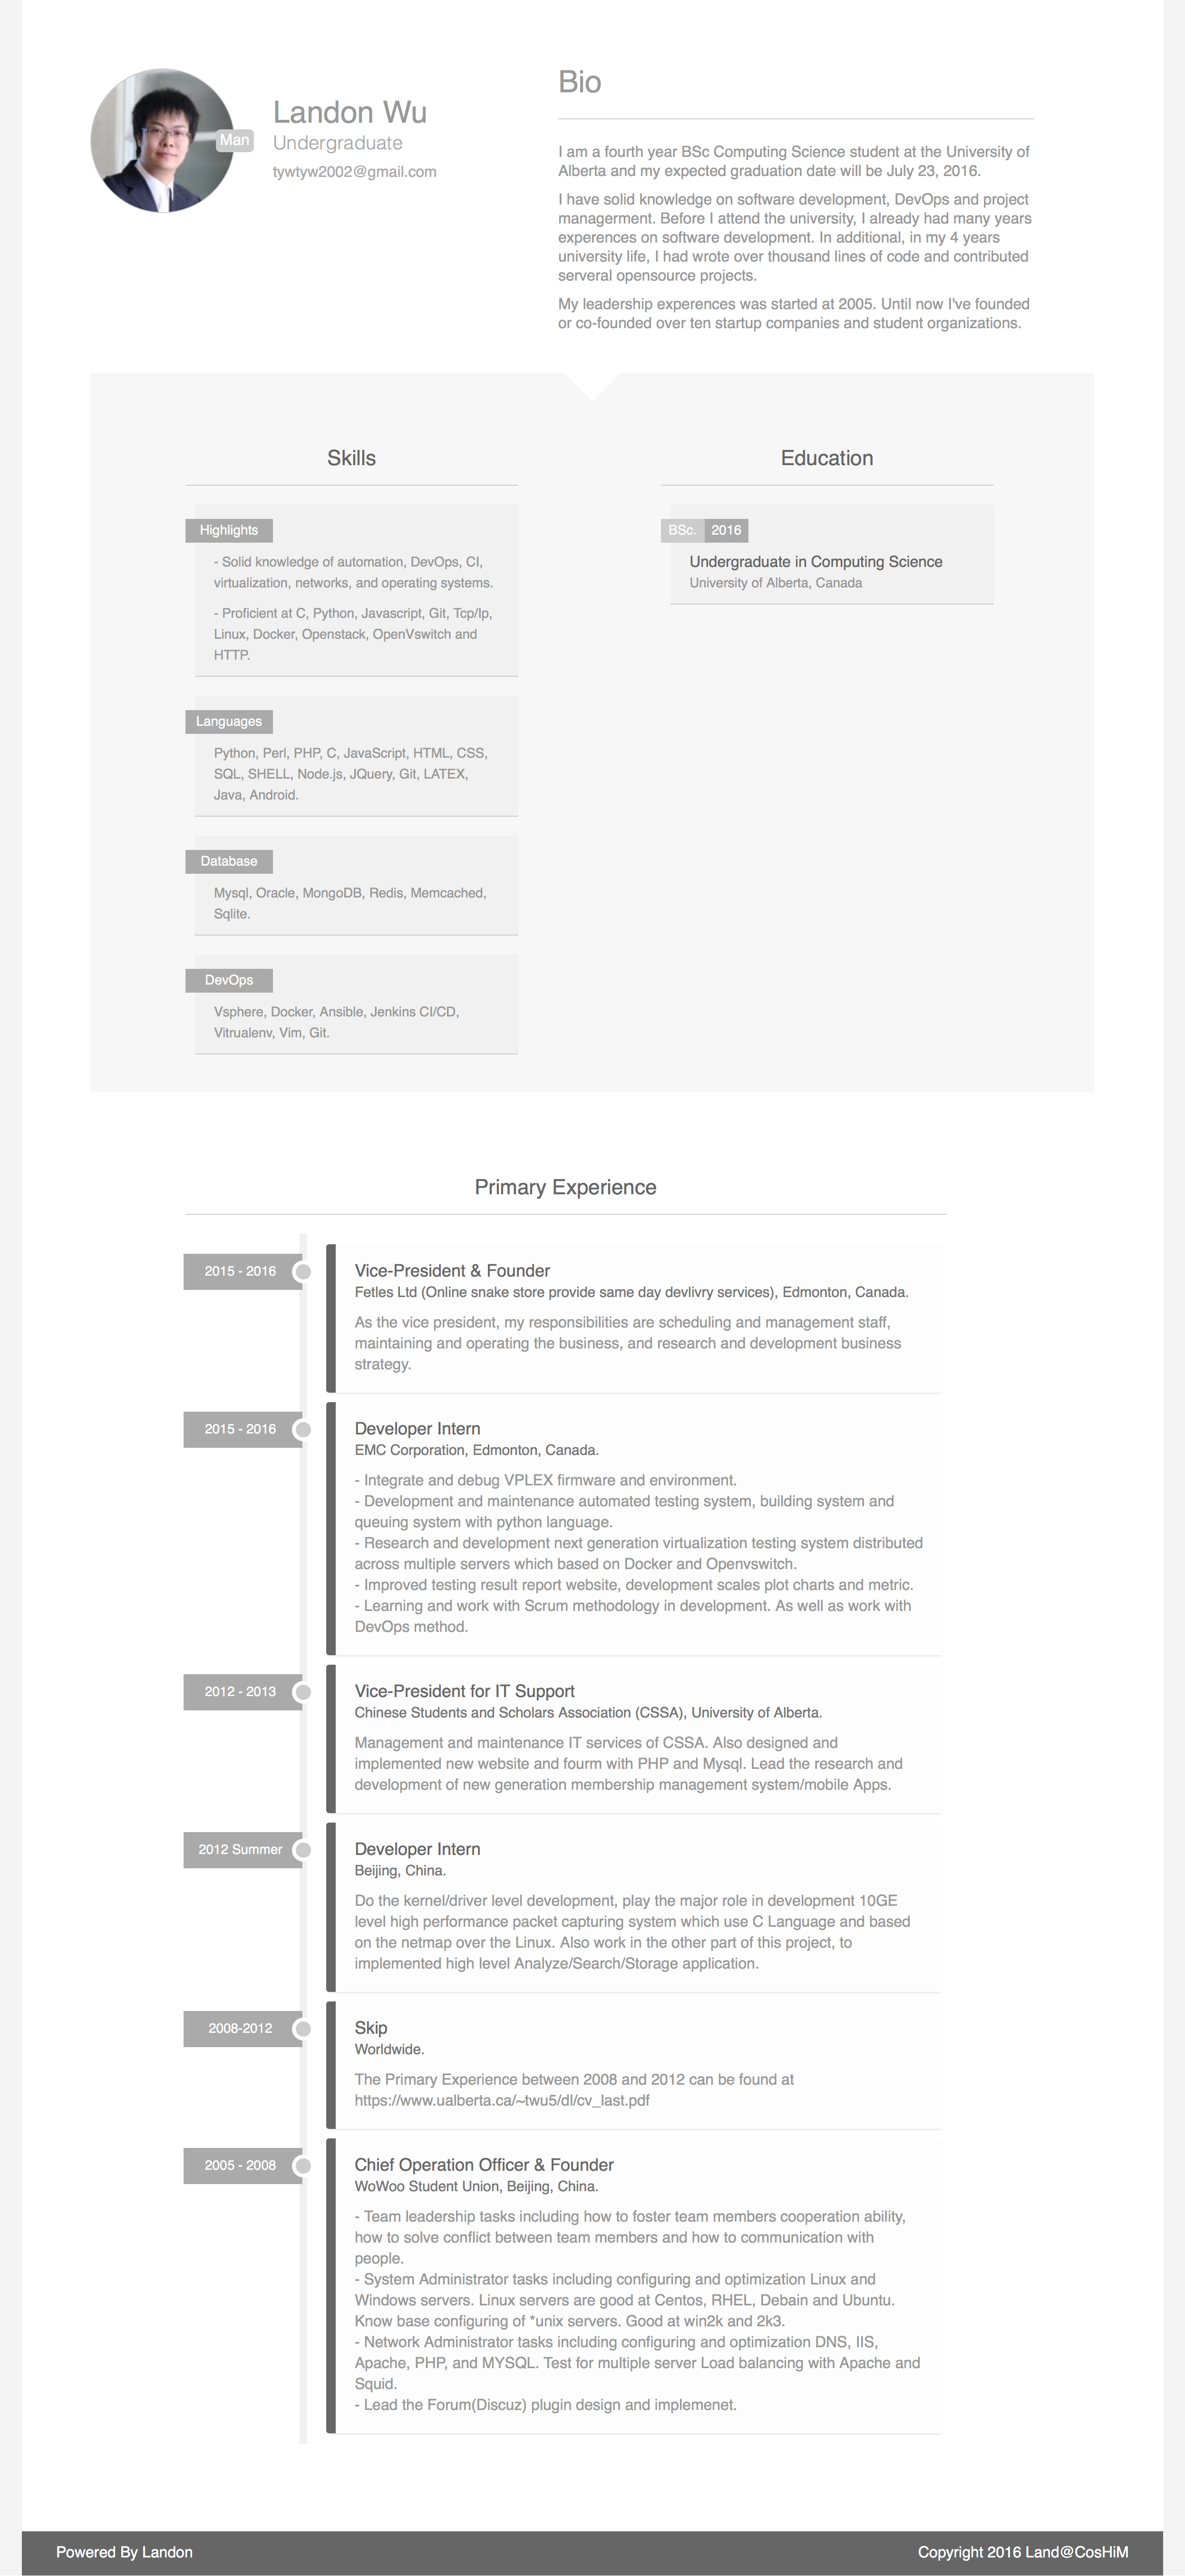 Man
Landon Wu
Undergraduate
tywtyw2002@gmail.com
Bio
I am a fourth year BSc Computing Science student at the University of
Alberta and my expected graduation date will be July 23, 2016.
I have solid knowledge on software development, DevOps and project
managerment. Before I attend the university, I already had many years
experences on software development. In additional, in my 4 years
university life, I had wrote over thousand lines of code and contributed
serveral opensource projects.
My leadership experences was started at 2005. Until now I've founded
or co-founded over ten startup companies and student organizations.
Skills
Highlights
- Solid knowledge of automation, DevOps, CI,
virtualization, networks, and operating systems.
- Proficient at C, Python, Javascript, Git, Tcp/Ip,
Linux, Docker, Openstack, OpenVswitch and
HTTP.
Languages
Python, Perl, PHP, C, JavaScript, HTML, CSS,
SQL, SHELL, Node.js, JQuery, Git, LATEX,
Java, Android.
Database
Mysql, Oracle, MongoDB, Redis, Memcached,
Sqlite.
DevOps
Vsphere, Docker, Ansible, Jenkins CI/CD,
Vitrualenv, Vim, Git.
Education
BSc. 2016
Undergraduate in Computing Science
University of Alberta, Canada
Primary Experience
2015 - 2016
Vice-President & Founder
Fetles Ltd (Online snake store provide same day devlivry services), Edmonton, Canada.
As the vice president, my responsibilities are scheduling and management staff,
maintaining and operating the business, and research and development business
strategy.
2015 - 2016
Developer Intern
EMC Corporation, Edmonton, Canada.
- Integrate and debug VPLEX firmware and environment.
- Development and maintenance automated testing system, building system and
queuing system with python language.
- Research and development next generation virtualization testing system distributed
across multiple servers which based on Docker and Openvswitch.
- Improved testing result report website, development scales plot charts and metric.
- Learning and work with Scrum methodology in development. As well as work with
DevOps method.
2012 - 2013
Vice-President for IT Support
Chinese Students and Scholars Association (CSSA), University of Alberta.
Management and maintenance IT services of CSSA. Also designed and
implemented new website and fourm with PHP and Mysql. Lead the research and
development of new generation membership management system/mobile Apps.
2012 Summer
Developer Intern
Beijing, China.
Do the kernel/driver level development, play the major role in development 10GE
level high performance packet capturing system which use C Language and based
on the netmap over the Linux. Also work in the other part of this project, to
implemented high level Analyze/Search/Storage application.
2008-2012
Skip
Worldwide.
The Primary Experience between 2008 and 2012 can be found at
https://www.ualberta.ca/~twu5/dl/cv_last.pdf
2005 - 2008
Chief Operation Officer & Founder
WoWoo Student Union, Beijing, China.
- Team leadership tasks including how to foster team members cooperation ability,
how to solve conflict between team members and how to communication with
people.
- System Administrator tasks including configuring and optimization Linux and
Windows servers. Linux servers are good at Centos, RHEL, Debain and Ubuntu.
Know base configuring of *unix servers. Good at win2k and 2k3.
- Network Administrator tasks including configuring and optimization DNS, IIS,
Apache, PHP, and MYSQL. Test for multiple server Load balancing with Apache and
Squid.
- Lead the Forum(Discuz) plugin design and implemenet.
Powered By Landon
Copyright 2016 Land@CosHiM